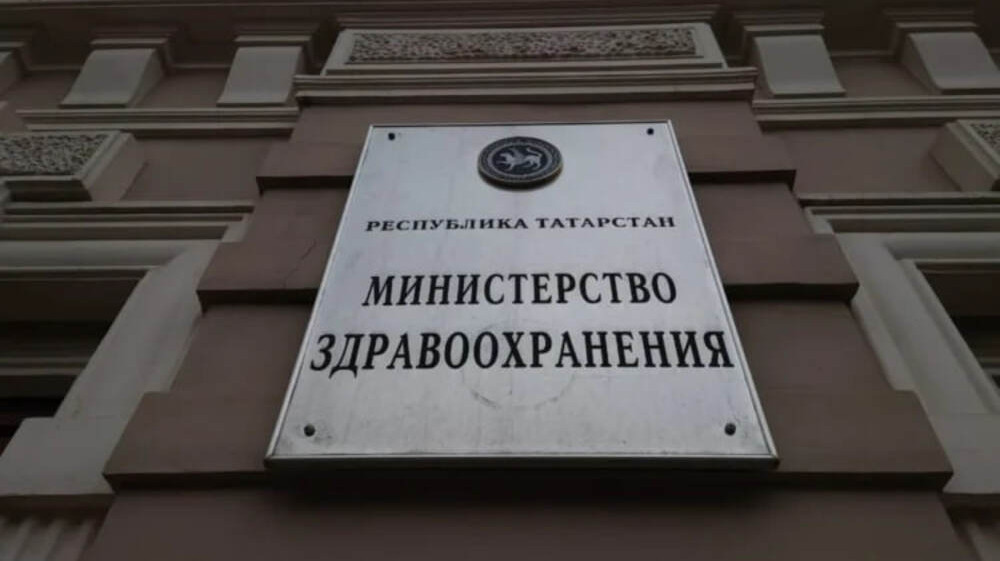 РЕСПУБЛИКА ТАТАРСТАН
МИНИСТЕРСТВО
ЗДРАВООХРАНЕНИЯ